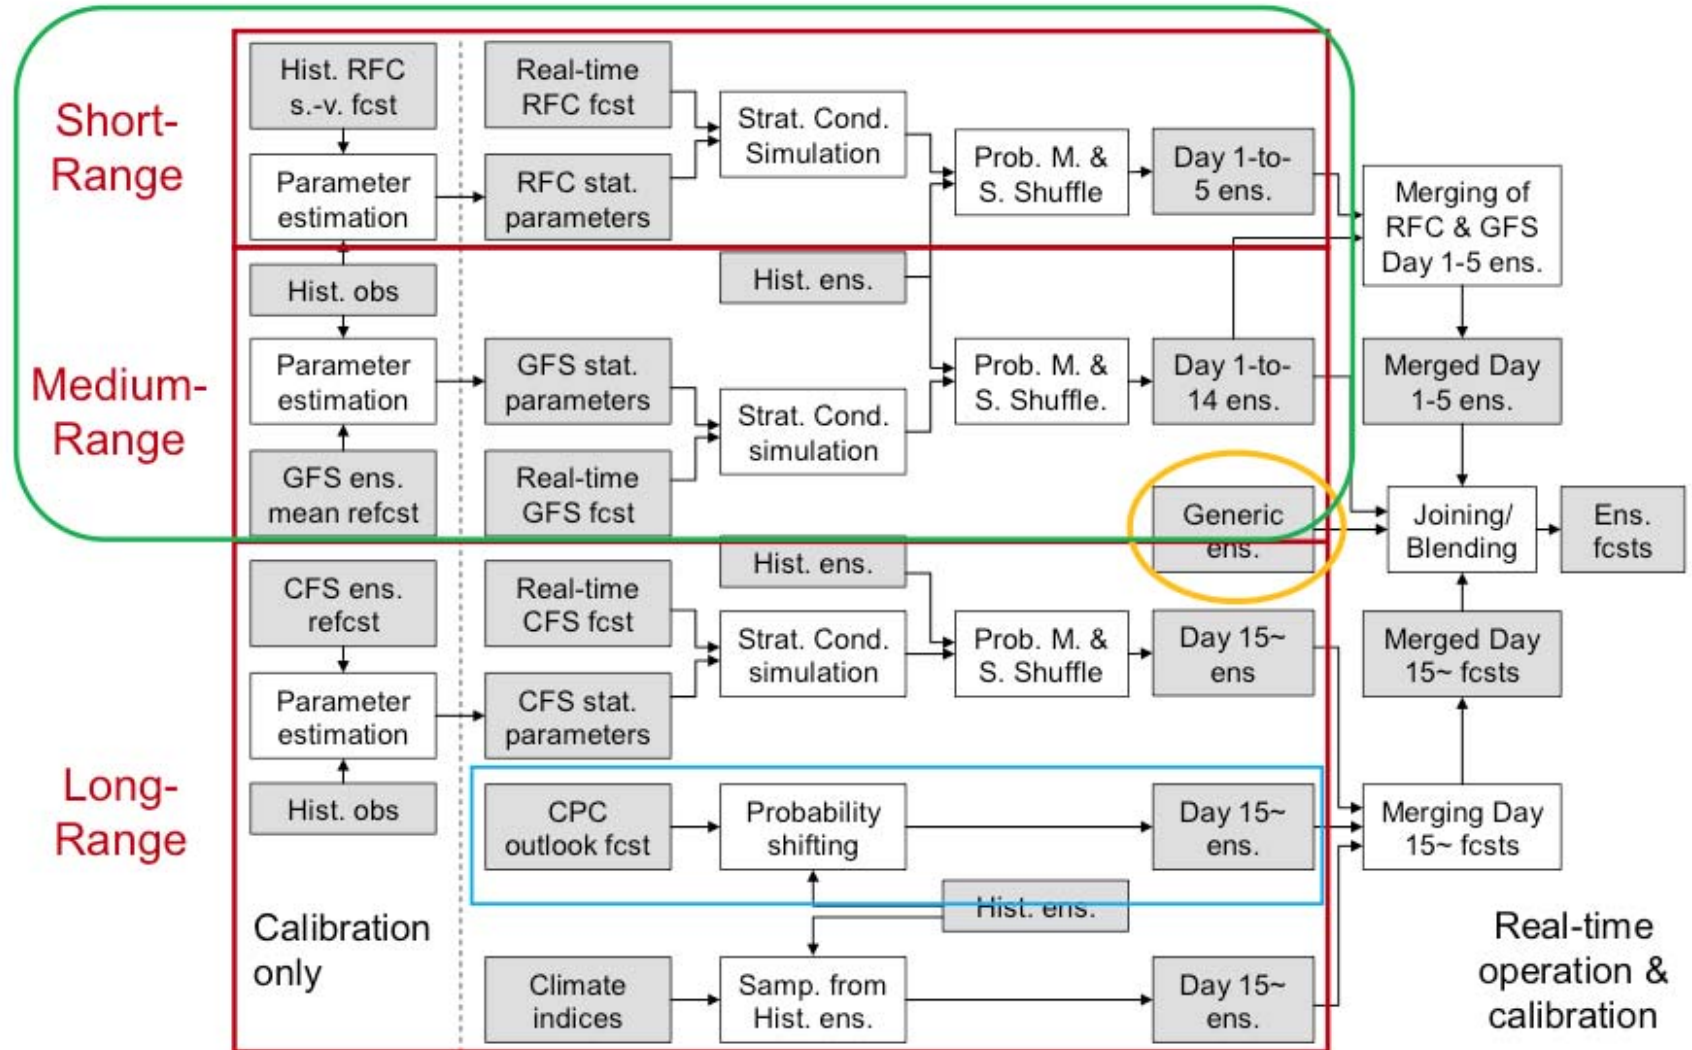 Short-
Range
Hist. RFC
s.-v. fcst
Parameter
estimation
Real-time
RFC fcst
RFC stat.
parameters
Strat. Cond.
Simulation
Prob. M. &
S. Shuffle
Day 1-to-
5 ens.
Merging of
RFC & GFS
Day 1-5 ens.
Medium-
Range
Hist. obs
Parameter
estimation
GFS ens.
mean refcst
GFS stat.
parameters
Real-time
GFS fcst
Hist. ens.
Strat. Cond.
simulation
Prob. M. &
S. Shuffle.
Day 1-to-
14 ens.
Merged Day
1-5 ens.
Generic
ens.
Joining/
Blending
Ens.
fcsts
Long-
Range
CFS ens.
refcst
Parameter
estimation
Hist. obs
Real-time
CFS fcst
CFS stat.
parameters
Hist. ens.
Strat. Cond.
simulation
Prob. M. &
S. Shuffle
Day 15~
ens
Merged Day
15~ fcsts
CPC
outlook fcst
Probability
shifting
Day 15~
ens.
Merging Day
15~ fcsts
Hist. ens.
Climate
indices
Samp. from
Hist. ens.
Day 15~
ens.
Calibration
only
Real-time
operation &
calibration